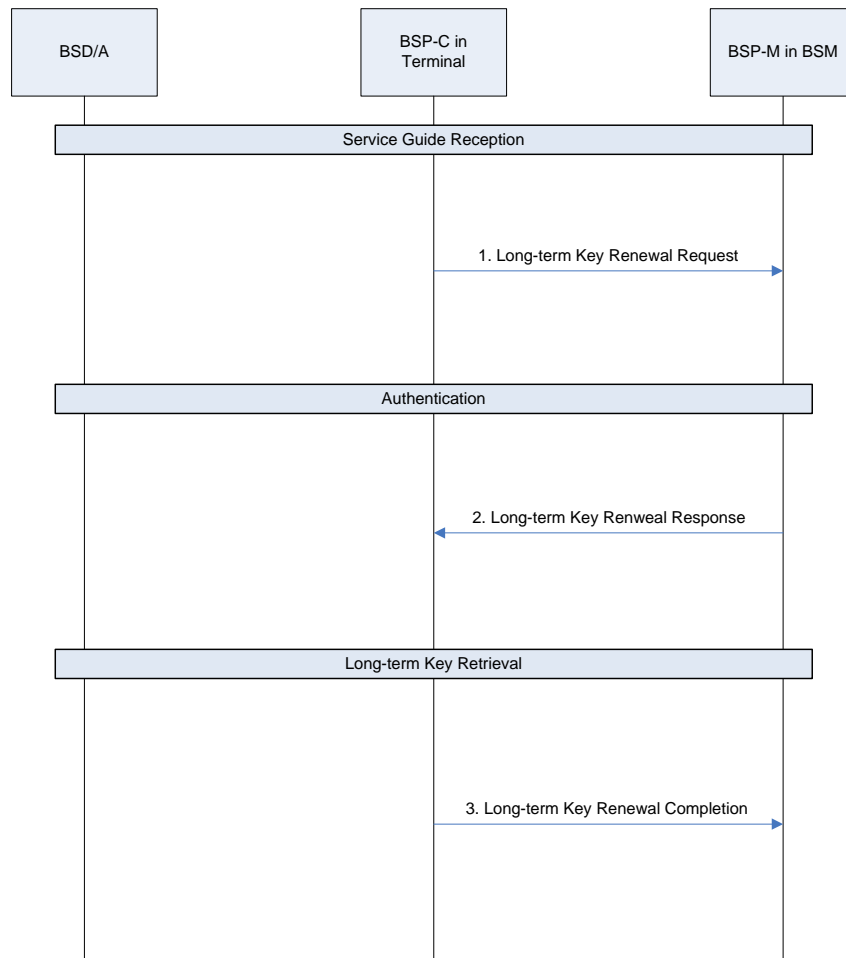 BSD/A
BSP-C in
Terminal
BSP-M in BSM
Service Guide Reception
1. Long-term Key Renewal Request
Authentication
2. Long-term Key Renweal Response
Long-term Key Retrieval
3. Long-term Key Renewal Completion